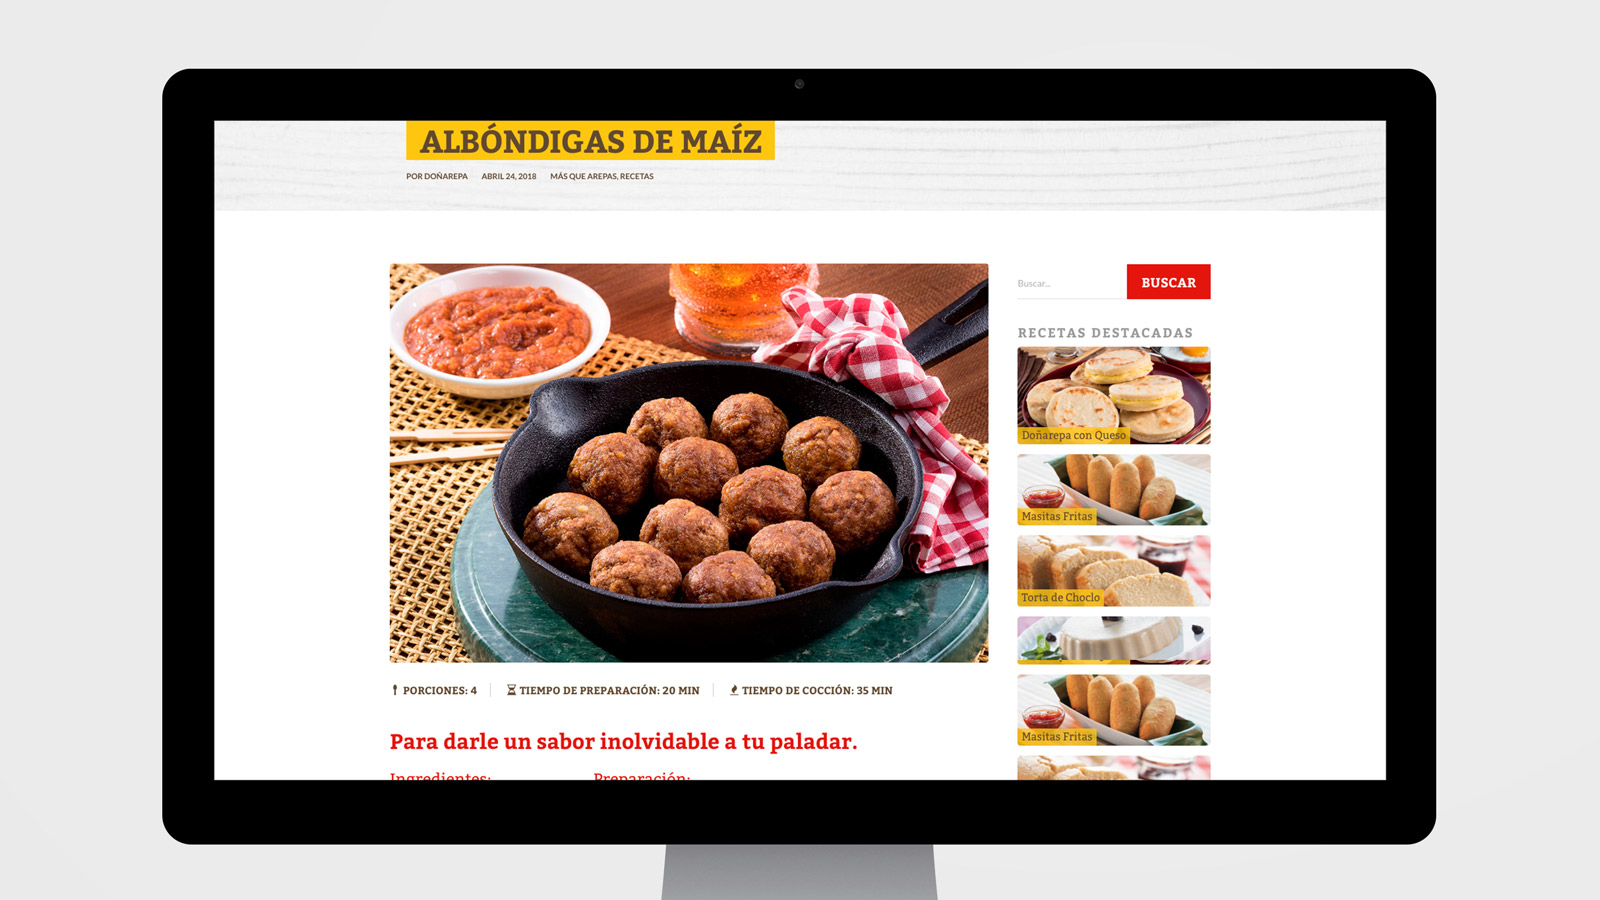 ALBÓNDIGAS DE MAÍZ
POR DOÑAREPA ABRIL 24, 2018 MÁS QUE AREPAS, RECETAS
Buscar...
BUSCAR
RECETAS DESTACADAS
Doñarepa con Queso
Masitas Fritas
Torta de Choclo
Masitas Fritas
PORCIONES: 4 TIEMPO DE PREPARACIÓN: 20 MIN TIEMPO DE COCCIÓN: 35 MIN
Para darle un sabor inolvidable a tu paladar.
Ingredientes: Preparación: